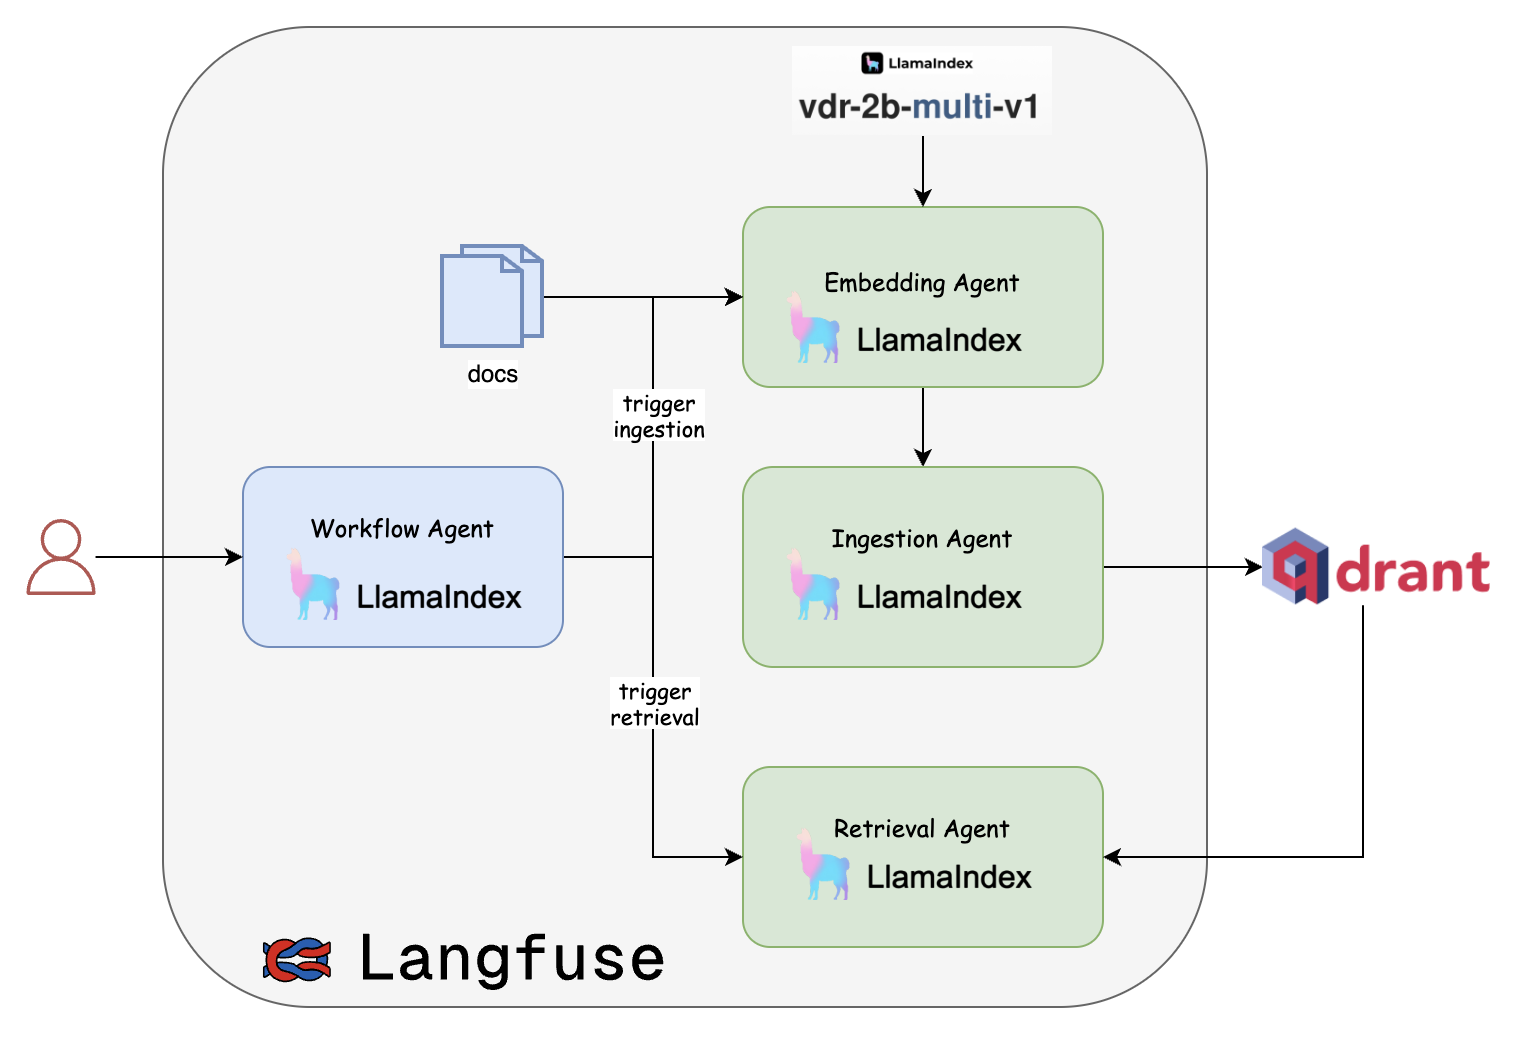 LlamaIndex
vdr-2b-multi-v1
Embedding Agent
LlamaIndex
docs
trigger
ingestion
Workflow Agent
LlamaIndex
Ingestion Agent
LlamaIndex
qdrant
trigger
retrieval
Retrieval Agent
LlamaIndex
Langfuse